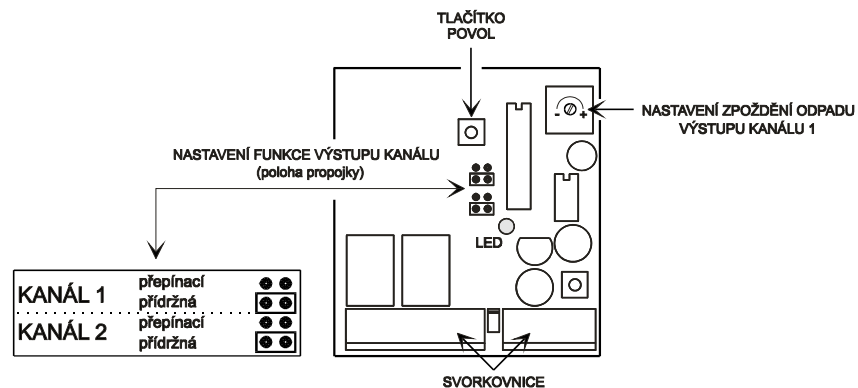 TLAČÍTKO
POVOL
NASTAVENÍ ZPOŽDĚNÍ ODPADU
VÝSTUPU KANÁLU 1
- +
NASTAVENÍ FUNKCE VÝSTUPU KANÁLU
(poloha propojky)
LED
KANÁL 1 přepínací
přídržná
KANÁL 2 přepínací
přídržná
SVORKOVNICE